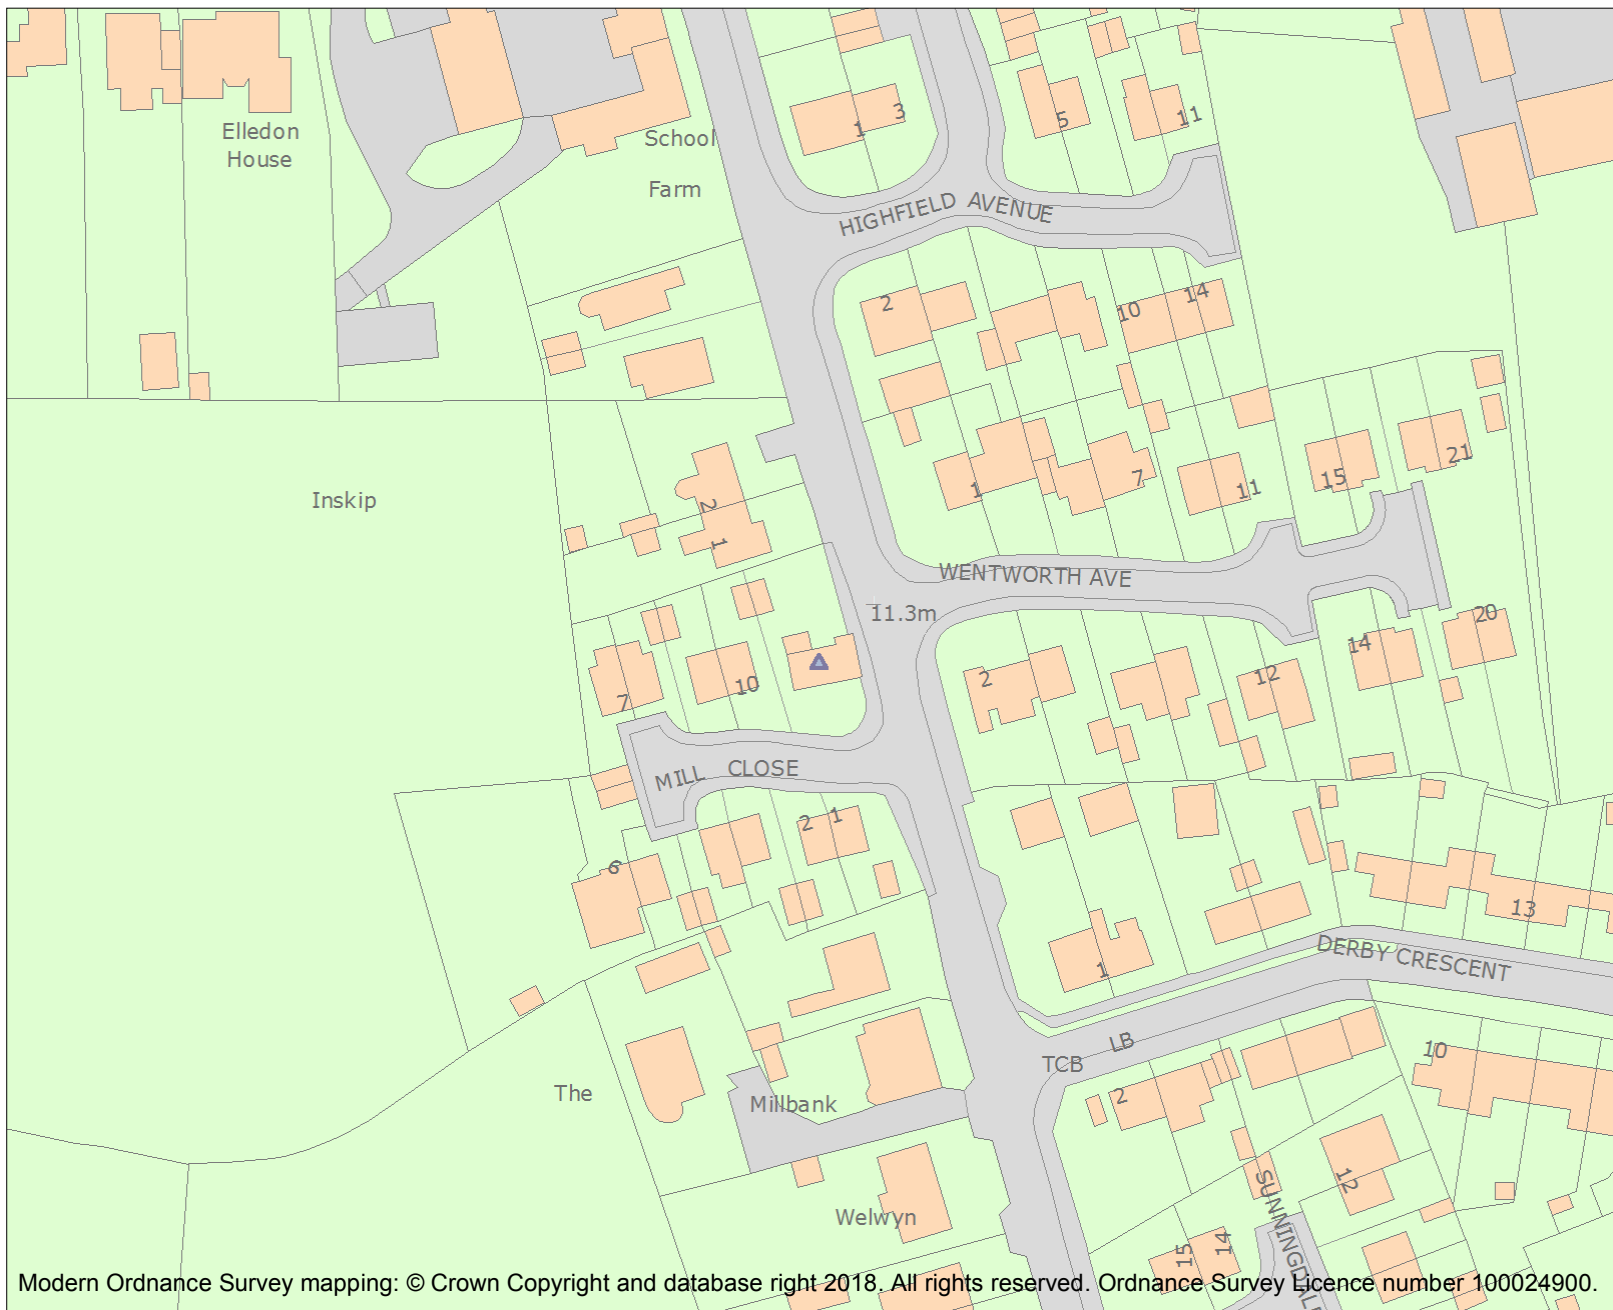 Elledon
House
School
Farm
1
3
5
11
HIGHFIELD AVENUE
2
10
14
Inskip
2
1
1
7
11
15
21
WENTWORTH AVE
11.3m
7
10
2
12
14
20
MILL CLOSE
6
2
1
1
13
DERBY CRESCENT
TCB
LB
2
10
The
Millbank
12
Welwyn
15
14
SUNNINGDALE
Modern Ordnance Survey mapping: © Crown Copyright and database right 2018. All rights reserved. Ordnance Survey Licence number 100024900.